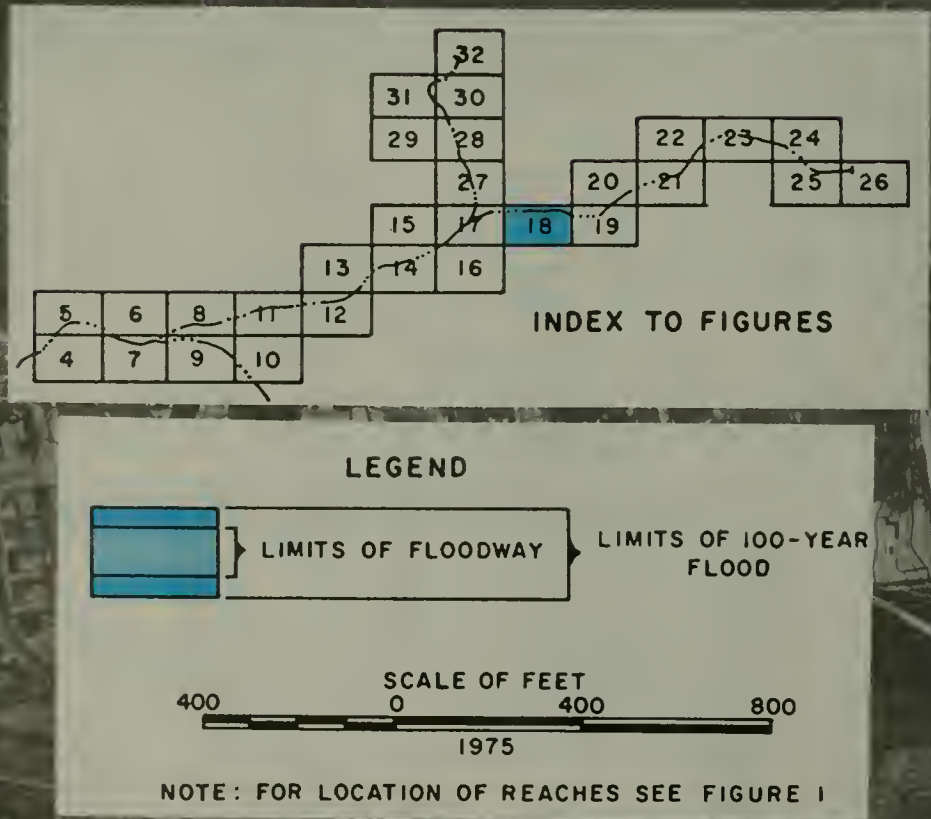 32
31 30
22 23 24
29 28
27 20 21 25 26
15 17 18 19
13 14 16
5 6 8 11 12
INDEX TO FIGURES
4 7 9 10
LEGEND
LIMITS OF FLOODWAY
LIMITS OF 100-YEAR
FLOOD
SCALE OF FEET
400 0 400 800
1975
NOTE: FOR LOCATION OF REACHES SEE FIGURE 1